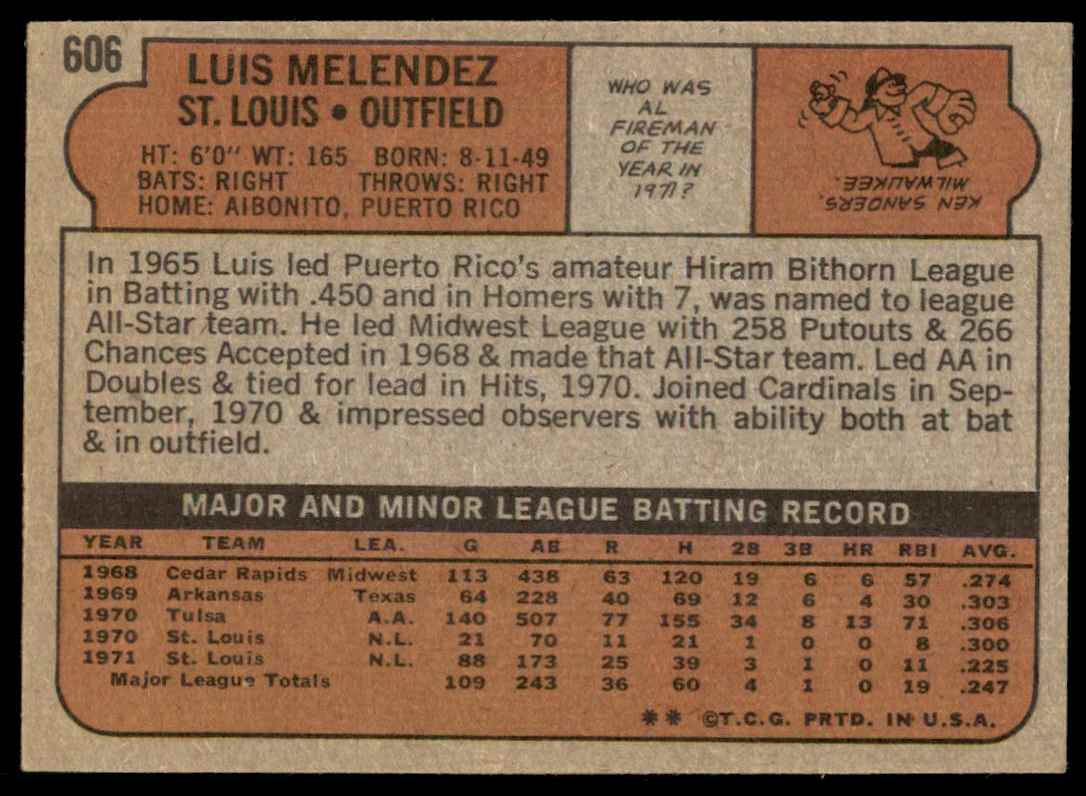 606
LUIS MELENDEZ
ST. LOUIS • OUTFIELD
HT: 6'0" WT: 165 BORN: 8-11-49
BATS: RIGHT THROWS: RIGHT
HOME: AIBONITO, PUERTO RICO
WHO WAS
AL
FIREMAN
OF THE
YEAR IN
1971?
KEN SANDERS,
MILWAUKEE.
In 1965 Luis led Puerto Rico's amateur Hiram Bithorn League
in Batting with .450 and in Homers with 7, was named to league
All-Star team. He led Midwest League with 258 Putouts & 266
Chances Accepted in 1968 & made that All-Star team. Led AA in
Doubles & tied for lead in Hits, 1970. Joined Cardinals in Sep-
tember, 1970 & impressed observers with ability both at bat
& in outfield.
MAJOR AND MINOR LEAGUE BATTING RECORD
YEAR TEAM LEA. G AB R H 2B 3B HR RBI AVG.
1968 Cedar Rapids Midwest 113 438 63 120 19 6 6 57 .274
1969 Arkansas Texas 64 228 40 69 12 6 4 30 .303
1970 Tulsa A.A. 140 507 77 155 34 8 13 71 .306
1970 St. Louis N.L. 21 70 11 21 1 0 0 8 .300
1971 St. Louis N.L. 88 173 25 39 3 1 0 11 .225
Major League Totals 109 243 36 60 4 1 0 19 .247
** ©T.C.G. PRTD. IN U.S.A.